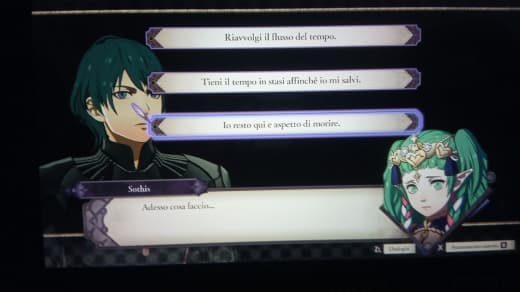 Riavvolgi il flusso del tempo.
Tieni il tempo in stasi affinché io mi salvi.
Io resto qui e aspetto di morire.
Sothis
Adesso cosa faccio...
Dialoghi
X